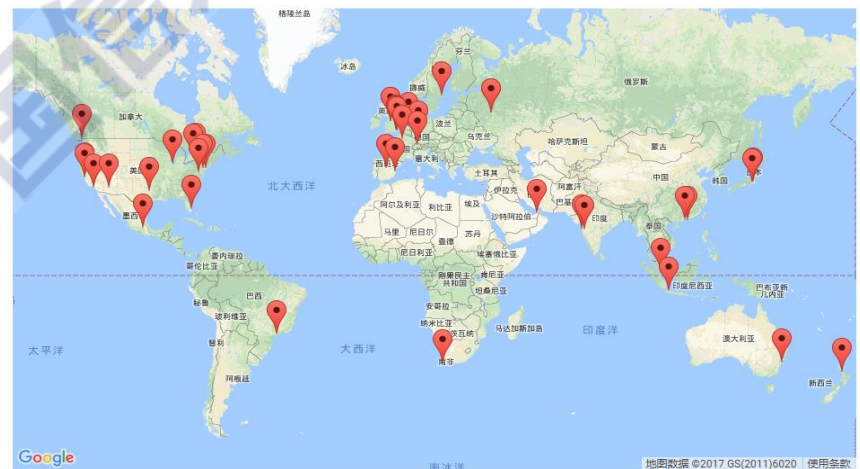 格陵兰岛
冰岛
芬兰
挪威
俄罗斯
加拿大
英
波兰
国
乌克兰
哈萨克斯坦
蒙古
西班
意大利
土耳其
中国
韩国
日本
美
北大西洋
伊拉克
阿富汗
阿尔及利亚
利比亚
埃及
沙特阿拉伯
巴基
印度
墨西
马里
尼日尔
乍得
苏丹
泰国
尼日利亚
埃塞俄比亚
委内瑞拉
哥伦比亚
刚果民主
共和国
肯尼亚
坦桑尼亚
印度尼西亚
巴布亚新
几内亚
秘鲁
巴西
玻利维亚
安哥拉
纳米比亚
茨瓦纳
马达加斯加岛
印度洋
太平洋
智利
大西洋
南非
澳大利亚
阿根廷
新西兰
Google
南冰洋
地图数据 ©2017 GS(2011)6020 使用条款